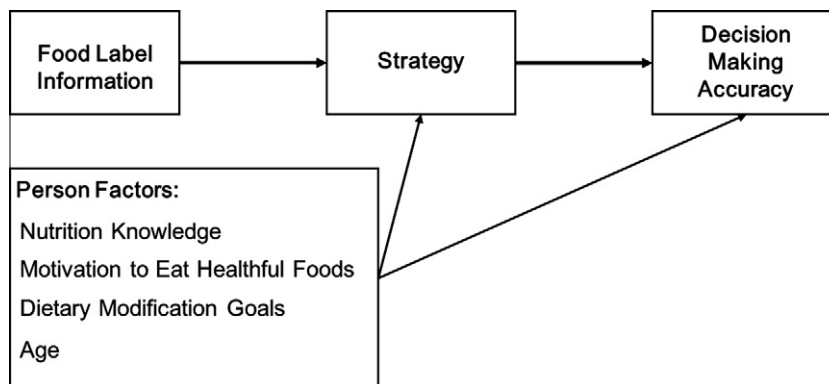 Food Label
Information
Strategy
Decision
Making
Accuracy
Person Factors:
Nutrition Knowledge
Motivation to Eat Healthful Foods
Dietary Modification Goals
Age